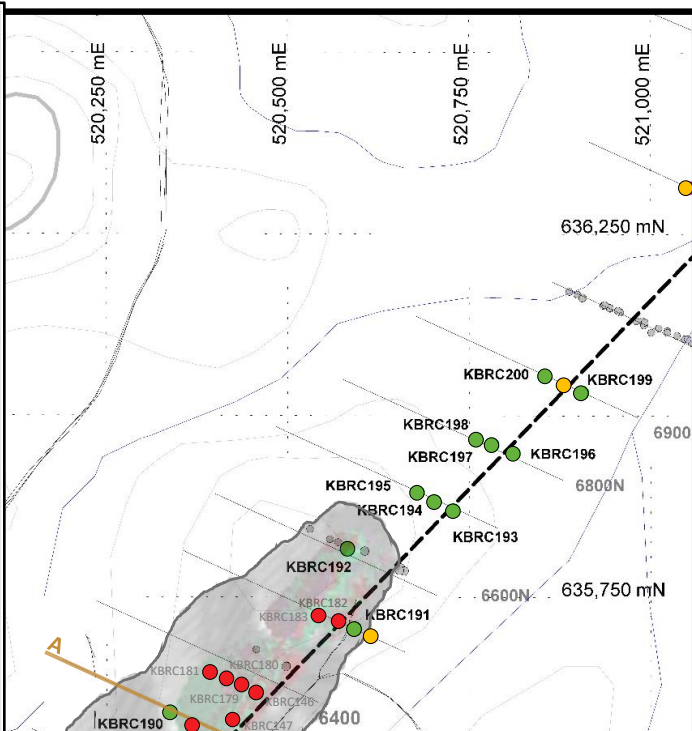 520,250 mE
520,500 mE
520,750 mE
521,000 mE
636,250 mN
KBRC200
KBRC199
KBRC198
6900
KBRC197
KBRC196
6800N
KBRC195
KBRC194
KBRC193
KBRC192
6600N
635,750 mN
KBRC182
KBRC183
KBRC191
A
KBRC181
KBRC180
KBRC179
KBRC146
KBRC190
KBRC147
6400